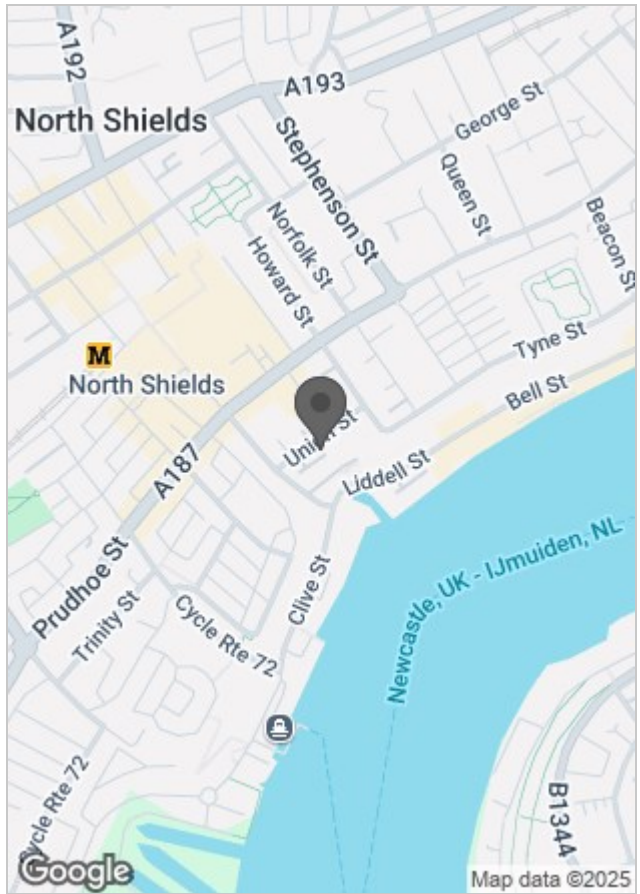 A192
A193
North Shields
George St
Stephenson St
Queen St
Beacon St
Norfolk St
Howard St
Tyne St
M
North Shields
Bell St
Union St
A187
Liddell St
Newcastle, UK - IJmuiden, NL
Clive St
Prudhoe St
Trinity St
Cycle Rte 72
Cycle Rte 72
B1344
Google
Map data ©2025